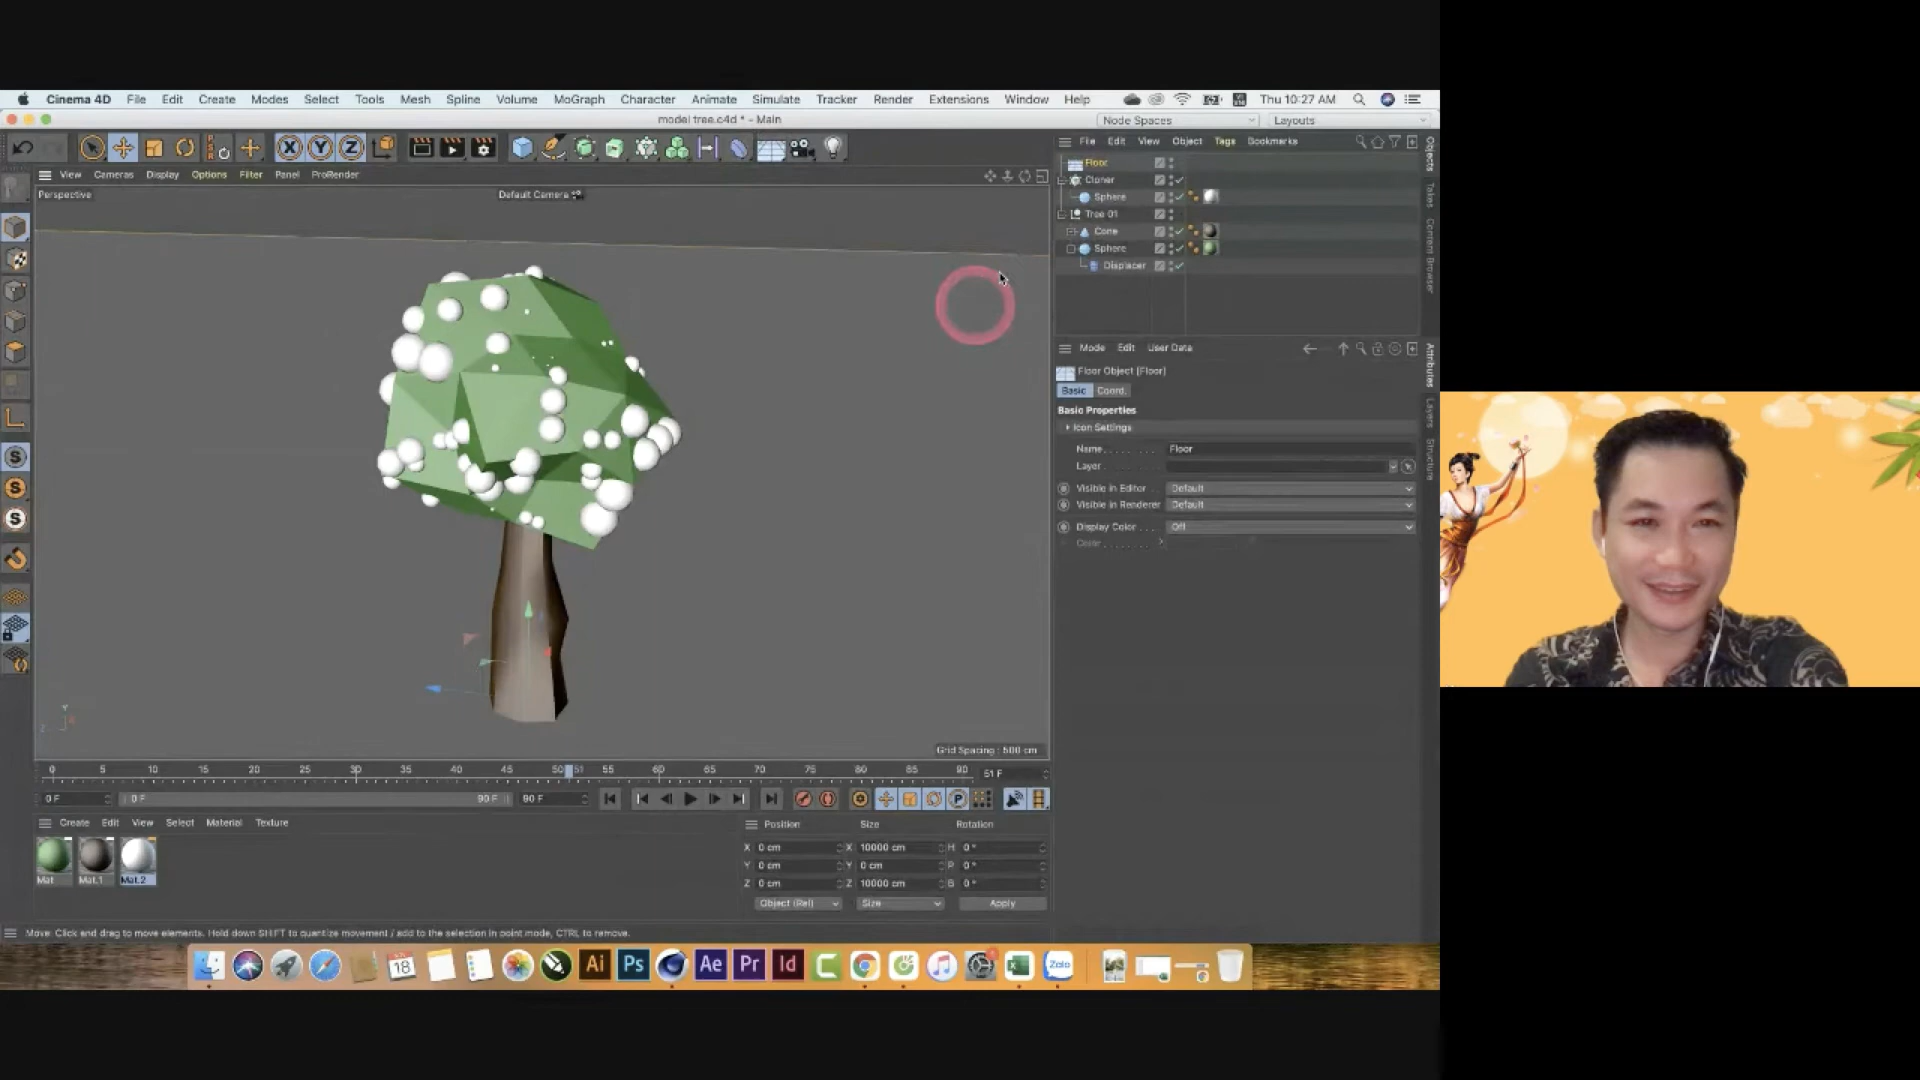 Cinema 4D File Edit Create Modes Select Tools Mesh Spline Volume MoGraph Character Animate Simulate Tracker Render Extensions Window Help Thu 10:27 AM
model tree.c4d * - Main
Node Spaces
Layouts
File Edit View Object Tags Bookmarks
View Cameras Display Options Filter Panel ProRender
X Y Z
Perspective
Default Camera
Floor
Cloner
Sphere
Tree 01
Cone
Sphere
Displacer
Objects
Takes
Content Browser
Mode Edit User Data
Floor Object [Floor]
Basic Coord.
Basic Properties
Icon Settings
Name Floor
Layer
Visible in Editor Default
Visible in Renderer Default
Display Color Off
Color
Attributes
Layers
Structure
S
S
S
Grid Spacing : 500 cm
0 5 10 15 20 25 30 35 40 45 50 51 55 60 65 70 75 80 85 90 51 F
0 F 0 F 90 F 90 F
P
Create Edit View Select Material Texture
Mat Mat.1 Mat.2
Position Size Rotation
X 0 cm X 10000 cm H 0 °
Y 0 cm Y 0 cm P 0 °
Z 0 cm Z 10000 cm B 0 °
Object (Rel) Size Apply
Move: Click and drag to move elements. Hold down SHIFT to quantize movement / add to the selection in point mode, CTRL to remove.
18 Ai Ps Ae Pr Id Zalo